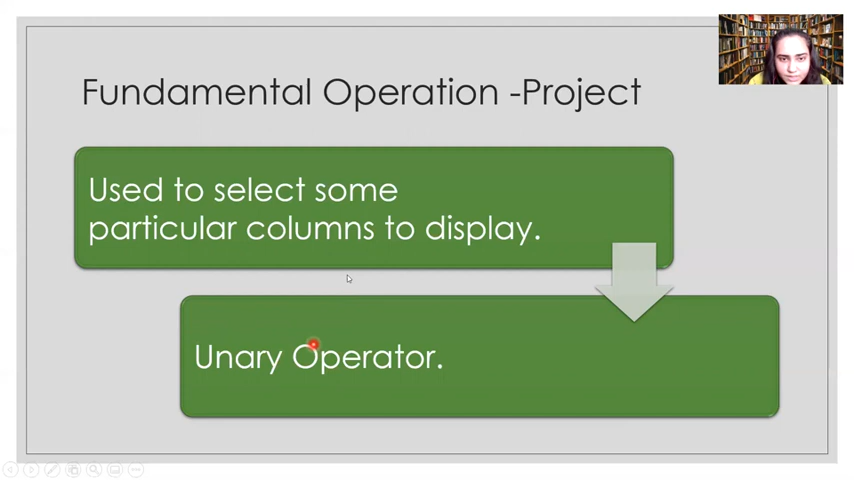 Fundamental Operation -Project
Used to select some
particular columns to display.
Unary Operator.